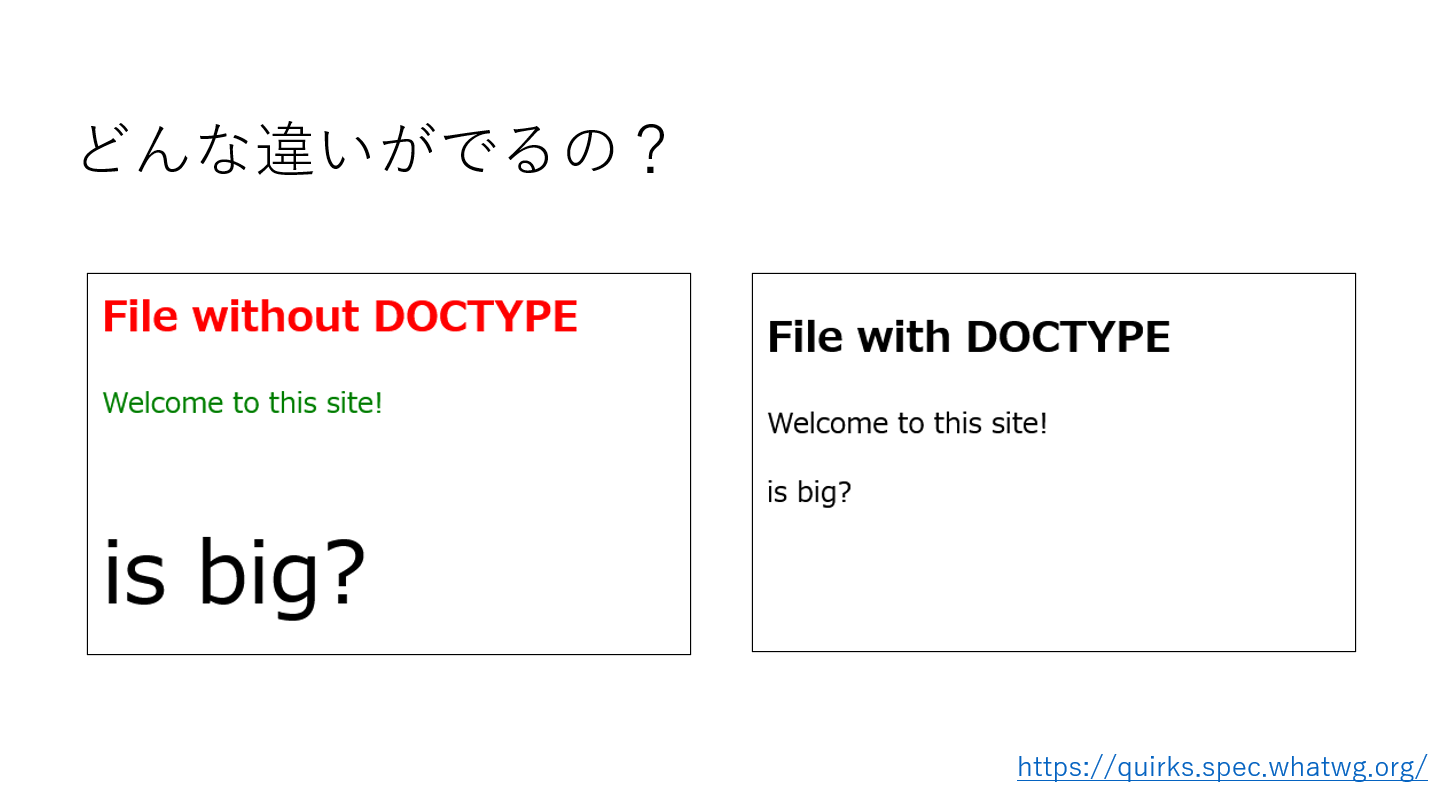 どんな違いがでるの？
File without DOCTYPE
Welcome to this site!
is big?
File with DOCTYPE
Welcome to this site!
is big?
https://quirks.spec.whatwg.org/